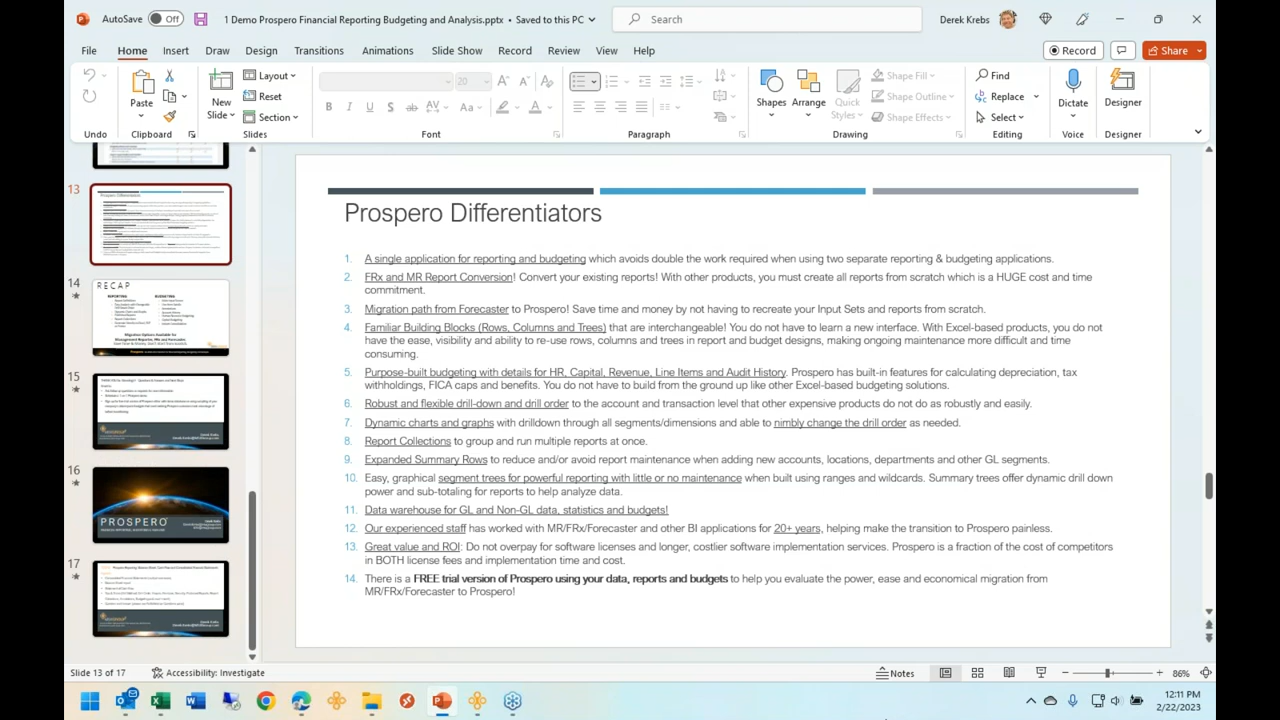 AutoSave Off 1 Demo Prospero Financial Reporting Budgeting and Analysis.pptx • Saved to this PC Search Derek Krebs
File Home Insert Draw Design Transitions Animations Slide Show Record Review View Help Record Share
Paste New Slide Layout Reset Section 20 Shapes Arrange Quick Styles Shape Fill Shape Outline Shape Effects Find Replace Select Dictate Designer
Undo Clipboard Slides Font Paragraph Drawing Editing Voice Designer
13
14
RECAP
REPORTING BUDGETING
15
16
PROSPERO
17
Prospero Differentiators
1. A single application for reporting and budgeting which avoids double the work required when using two separate reporting & budgeting applications.
2. FRx and MR Report Conversion! Convert your existing reports! With other products, you must create all reports from scratch which is a HUGE cost and time
commitment.
to save time and money by not having to recreate your Input Sets and reports from scratch.
Familiar Building Blocks (Rows, Columns and Trees) that are interchangeable! You do not have to learn a new interface. With Excel-based products, you do not
have the ease, visibility and ability to reuse rows, columns and trees in report and budget designs, making ongoing maintenance more difficult and time
consuming.
5. Purpose-built budgeting with details for HR, Capital, Revenue, Line Items and Audit History. Prospero has built-in features for calculating depreciation, tax
withholdings, FICA caps and benefits. You do not have to build from the ground up like other Excel-based budgeting solutions.
drill down and drill across to account and transaction level that other excel-based products do not do as robustly and easily.
7. Dynamic charts and graphs with drill down through all segments/dimensions and able to nimbly change the drill order as needed.
8. Report Collections to group and run many reports at once.
9. Expanded Summary Rows to reduce and/or avoid report maintenance when adding new accounts, locations, departments and other GL segments.
10. Easy, graphical segment trees for powerful reporting with little or no maintenance when built using ranges and wildcards. Summary trees offer dynamic drill down
power and sub-totaling for reports to help analyze data.
11. Data warehouse for GL and Non-GL data, statistics and budgets!
12. Our experienced staff worked with MR/FRx/Forecaster and other BI applications for 20+ years, helping make the transition to Prospero painless.
13. Great value and ROI: Do not overpay for software licenses and longer, costlier software implementation services. Prospero is a fraction of the cost of competitors
in BOTH license fees and implementation time and cost.
14. There is a FREE trial option of Prospero with your data, reports and budgets to help you evaluate the power, ease and economical migration from
MR/FRx/Forecaster to Prospero!
Slide 13 of 17 Accessibility: Investigate Notes 86%
12:11 PM
2/22/2023